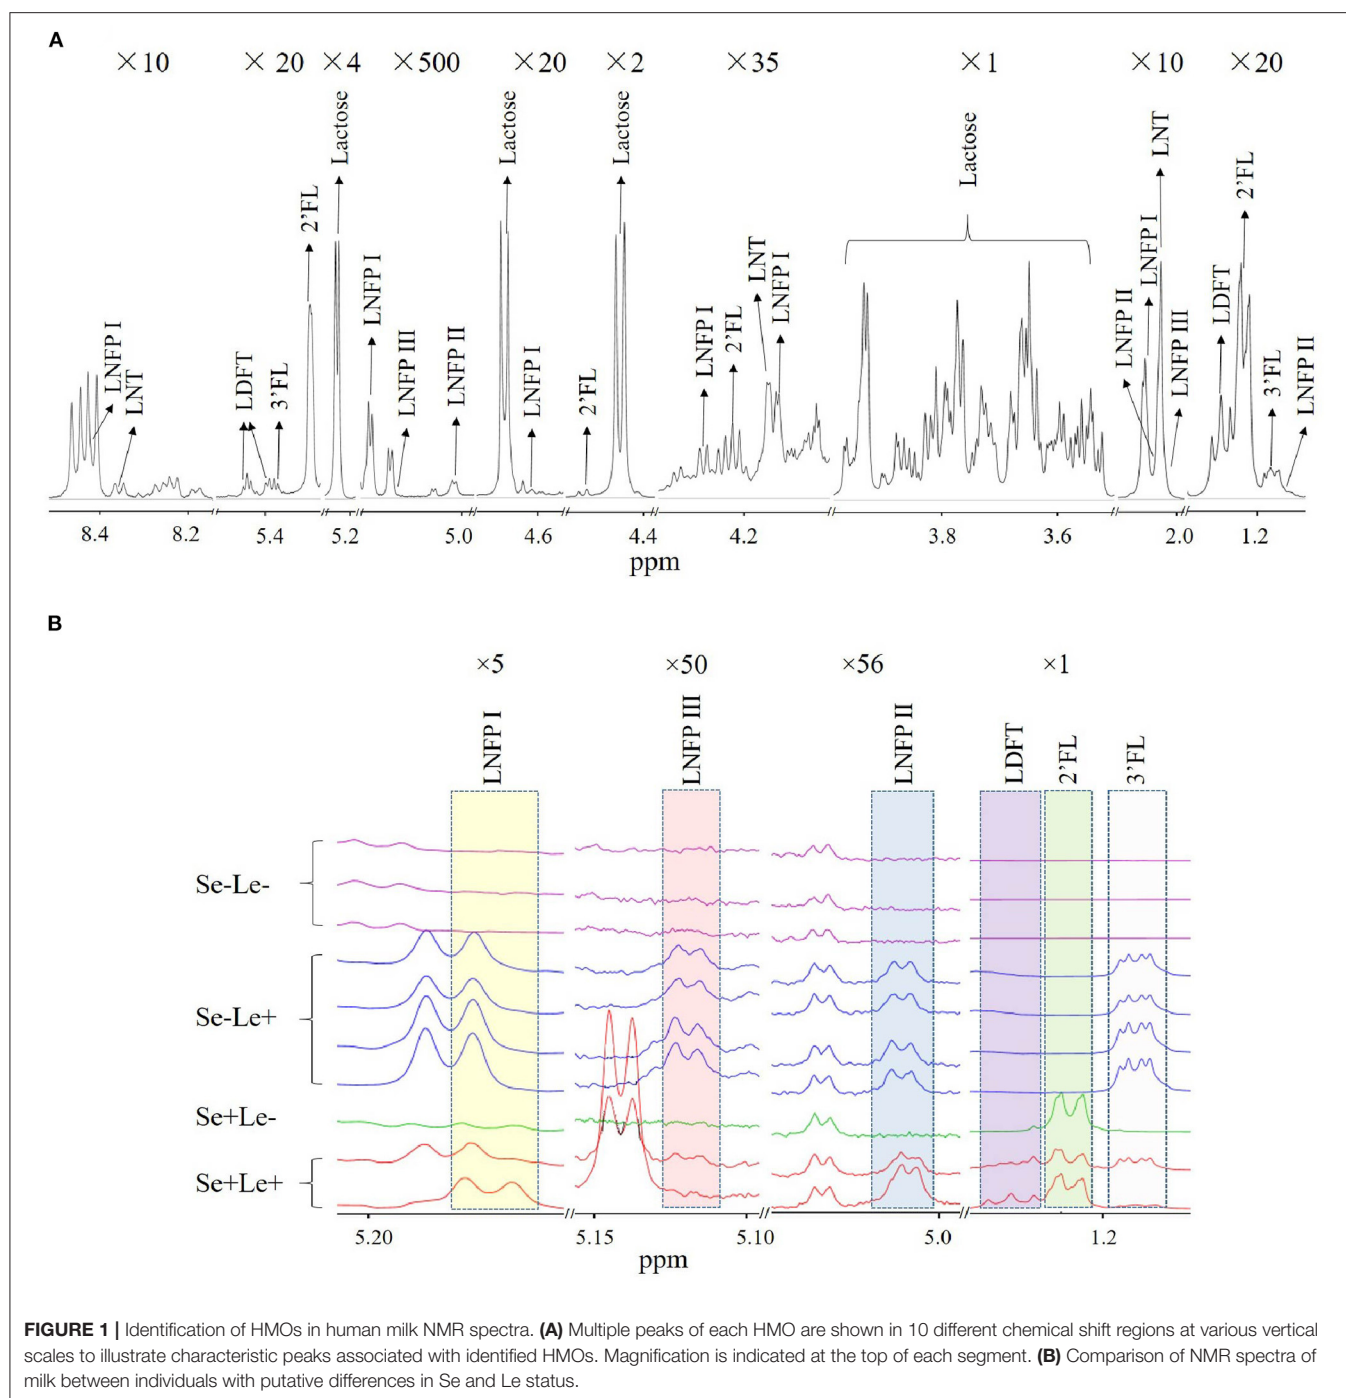 A
×10 ×20 ×4 ×500 ×20 ×2 ×35 ×1 ×10 ×20
LNFP I
LNT
LDFT
3'FL
2'FL
Lactose
LNFP I
LNFP III
LNFP II
Lactose
LNFP I
2'FL
Lactose
LNFP I
2'FL
LNT
LNFP I
Lactose
LNFP II
LNFP I
LNT
LNFP III
LDFT
2'FL
3'FL
LNFP II
8.4 8.2 5.4 5.2 5.0 4.6 4.4 4.2 3.8 3.6 2.0 1.2
ppm
B
×5 ×50 ×56 ×1
LNFP I
LNFP III
LNFP II
LDFT
2'FL
3'FL
Se-Le-
Se-Le+
Se+Le-
Se+Le+
5.20 5.15 5.10 5.0 1.2
ppm
FIGURE 1 | Identification of HMOs in human milk NMR spectra. (A) Multiple peaks of each HMO are shown in 10 different chemical shift regions at various vertical
scales to illustrate characteristic peaks associated with identified HMOs. Magnification is indicated at the top of each segment. (B) Comparison of NMR spectra of
milk between individuals with putative differences in Se and Le status.